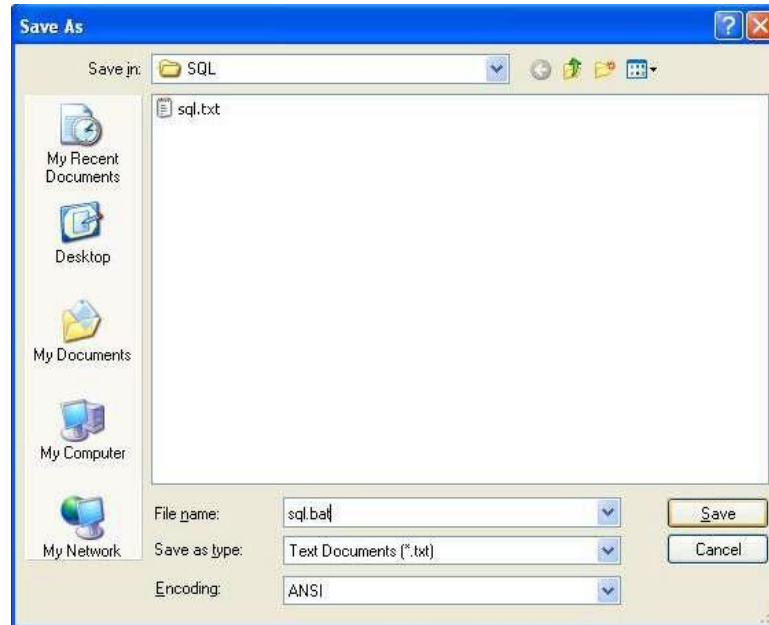 Save As
Save in: SQL
sql.txt
My Recent
Documents
Desktop
My Documents
My Computer
My Network
File name: sql.bat Save
Save as type: Text Documents (*.txt) Cancel
Encoding: ANSI